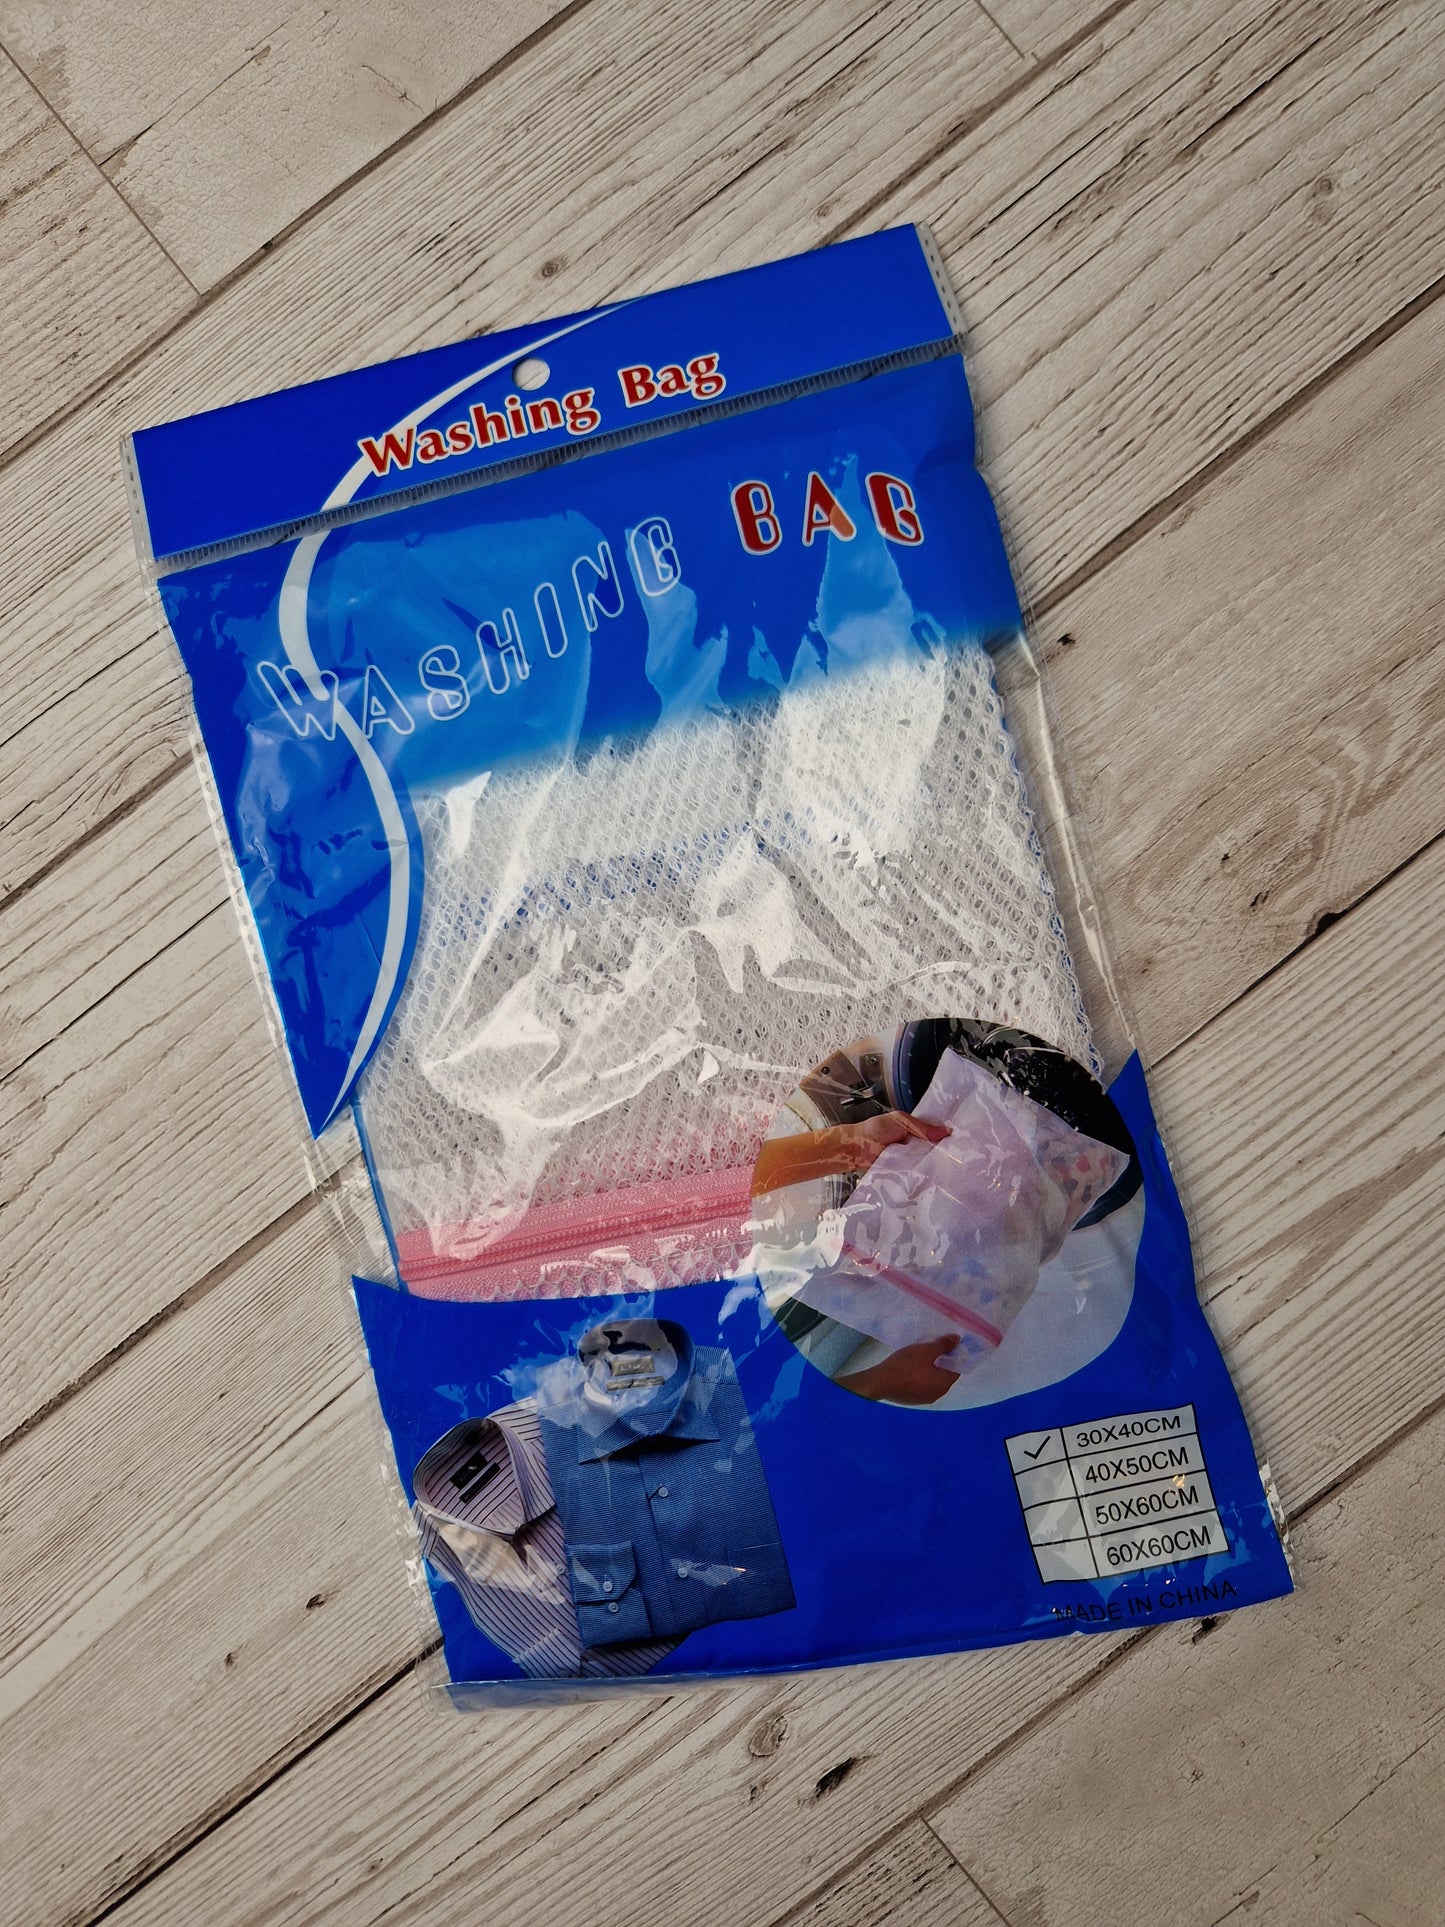 Washing Bag
WASHING BAG
✓ 30X40CM
40X50CM
50X60CM
60X60CM
MADE IN CHINA